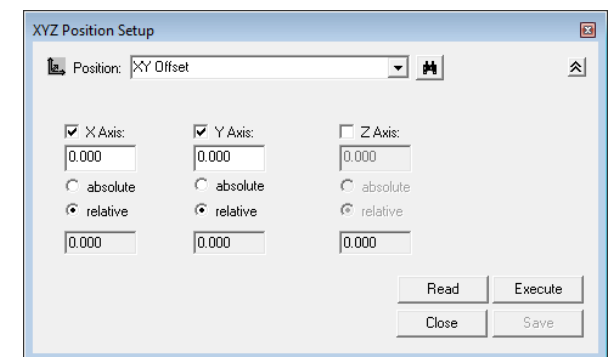 XYZ Position Setup
Position: XY Offset
X Axis: Y Axis: Z Axis:
0.000 0.000 0.000
absolute absolute absolute
relative relative relative
0.000 0.000 0.000
Read Execute
Close Save